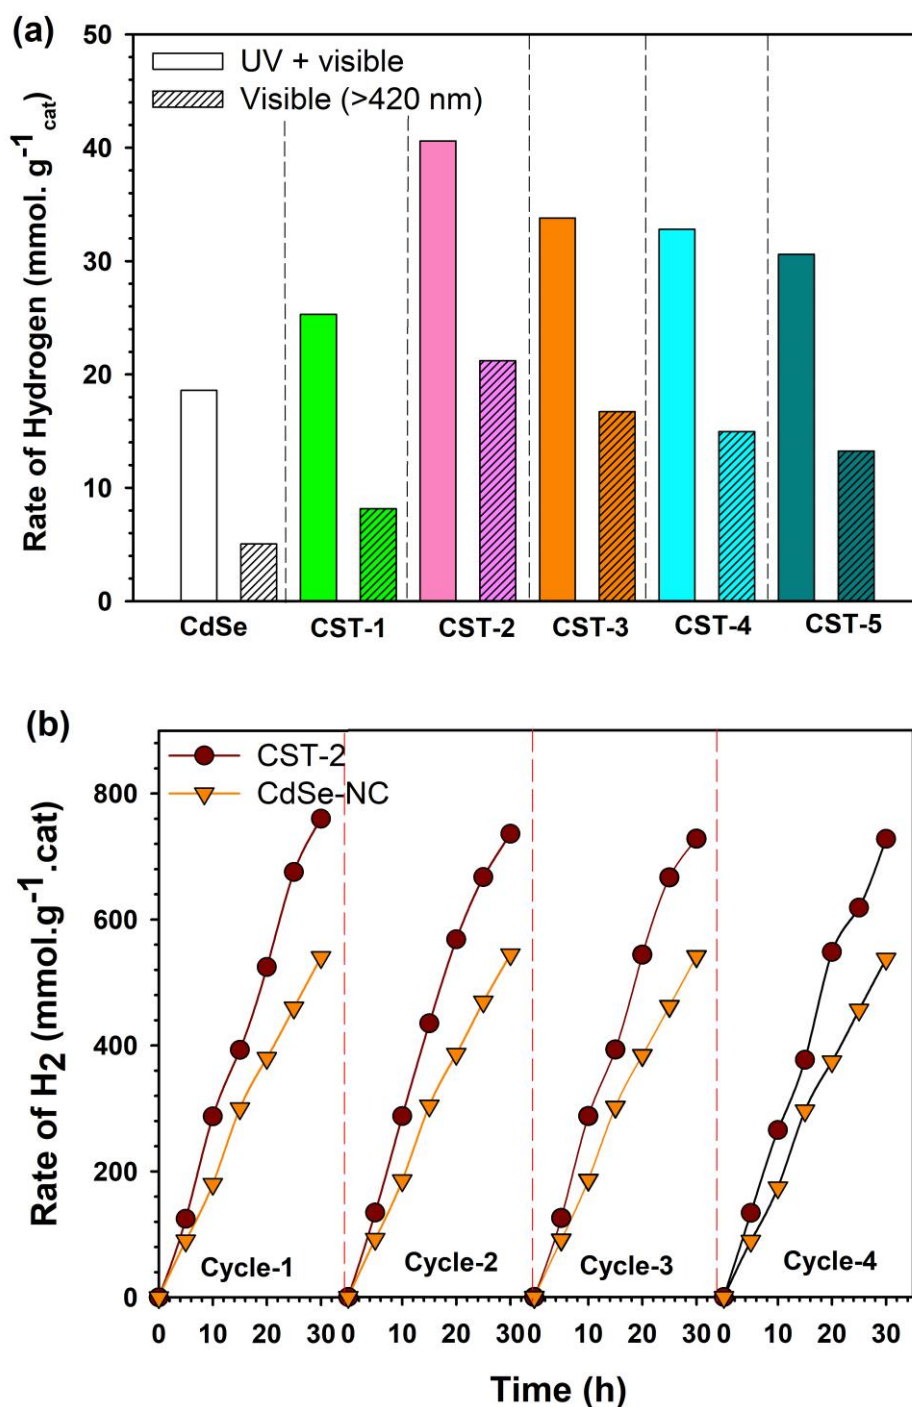 (a)
Rate of Hydrogen (mmol. g⁻¹ cat)
50
40
30
20
10
0
UV + visible
Visible (>420 nm)
CdSe CST-1 CST-2 CST-3 CST-4 CST-5
(b)
Rate of H₂ (mmol.g⁻¹.cat)
800
600
400
200
0
CST-2
CdSe-NC
Cycle-1 Cycle-2 Cycle-3 Cycle-4
0 10 20 30 0 10 20 30 0 10 20 30 0 10 20 30
Time (h)